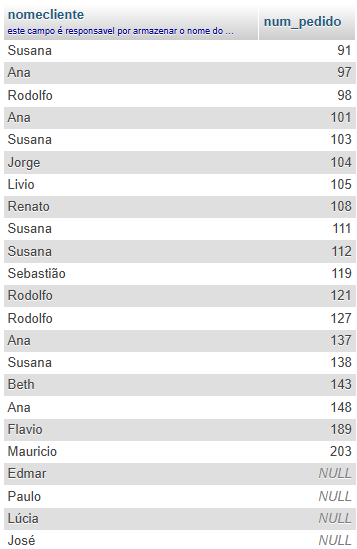 nomecliente num_pedido
este campo é responsavel por armazenar o nome do ...
Susana 91
Ana 97
Rodolfo 98
Ana 101
Susana 103
Jorge 104
Livio 105
Renato 108
Susana 111
Susana 112
Sebastião 119
Rodolfo 121
Rodolfo 127
Ana 137
Susana 138
Beth 143
Ana 148
Flavio 189
Mauricio 203
Edmar NULL
Paulo NULL
Lúcia NULL
José NULL